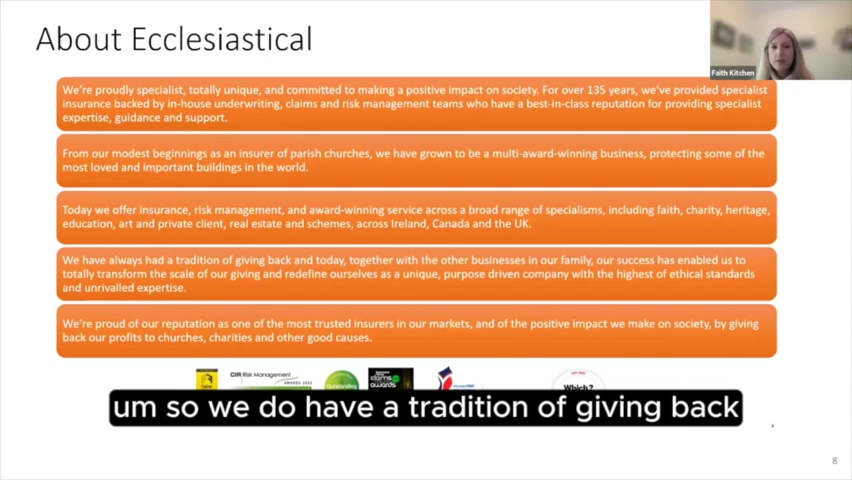 About Ecclesiastical
Faith Kitchen
We're proudly specialist, totally unique, and committed to making a positive impact on society. For over 135 years, we've provided specialist
insurance backed by in-house underwriting, claims and risk management teams who have a best-in-class reputation for providing specialist
expertise, guidance and support.
From our modest beginnings as an insurer of parish churches, we have grown to be a multi-award-winning business, protecting some of the
most loved and important buildings in the world.
Today we offer insurance, risk management, and award-winning service across a broad range of specialisms, including faith, charity, heritage,
education, art and private client, real estate and schemes, across Ireland, Canada and the UK.
We have always had a tradition of giving back and today, together with the other businesses in our family, our success has enabled us to
totally transform the scale of our giving and redefine ourselves as a unique, purpose driven company with the highest of ethical standards
and unrivalled expertise.
We're proud of our reputation as one of the most trusted insurers in our markets, and of the positive impact we make on society, by giving
back our profits to churches, charities and other good causes.
CIR Risk Management
AWARDS
Outstanding
claims
awards
Which?
um so we do have a tradition of giving back
8